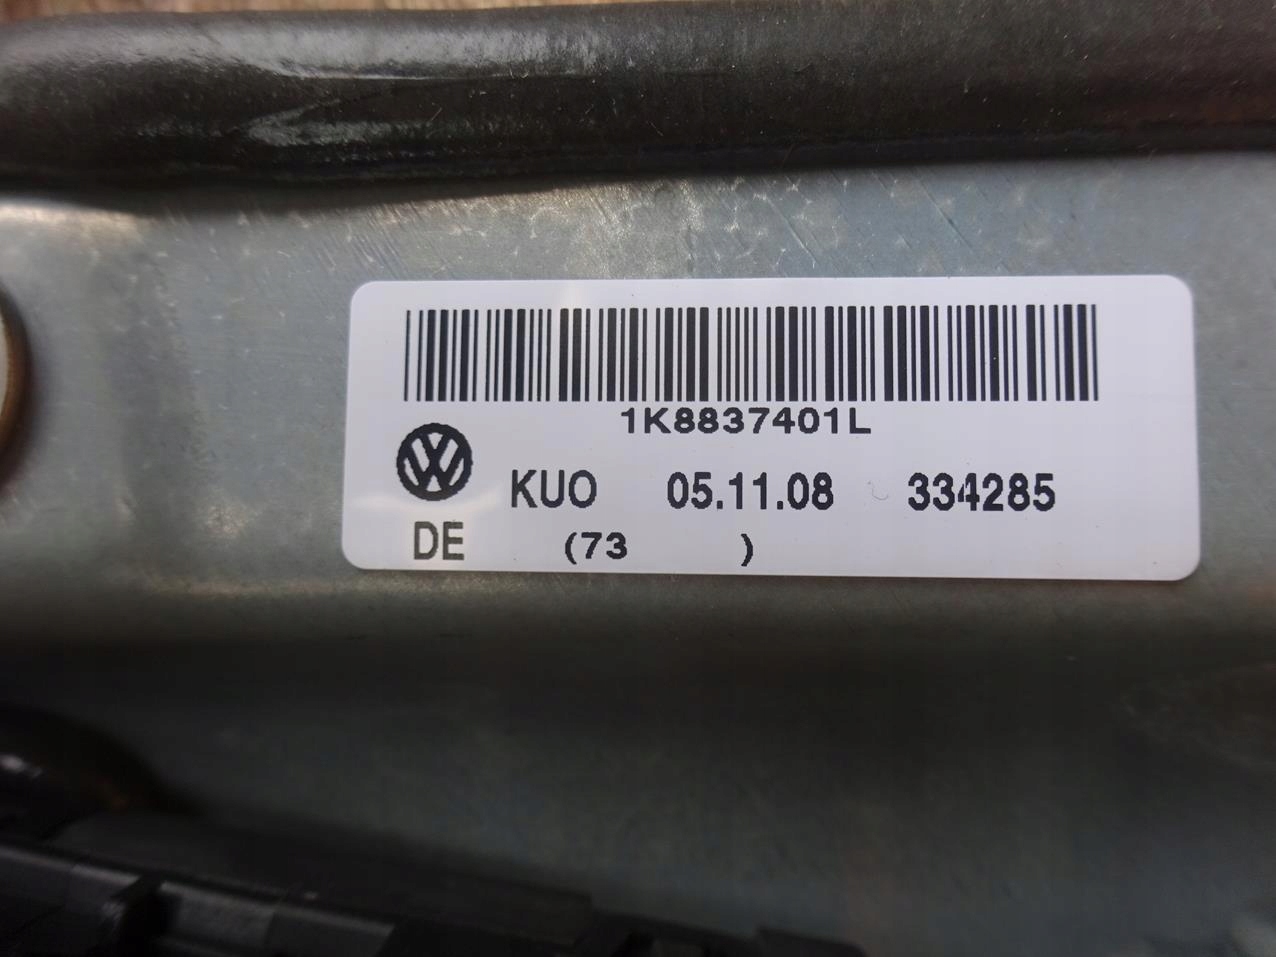 1K8837401L
KUO 05.11.08 334285
DE (73 )